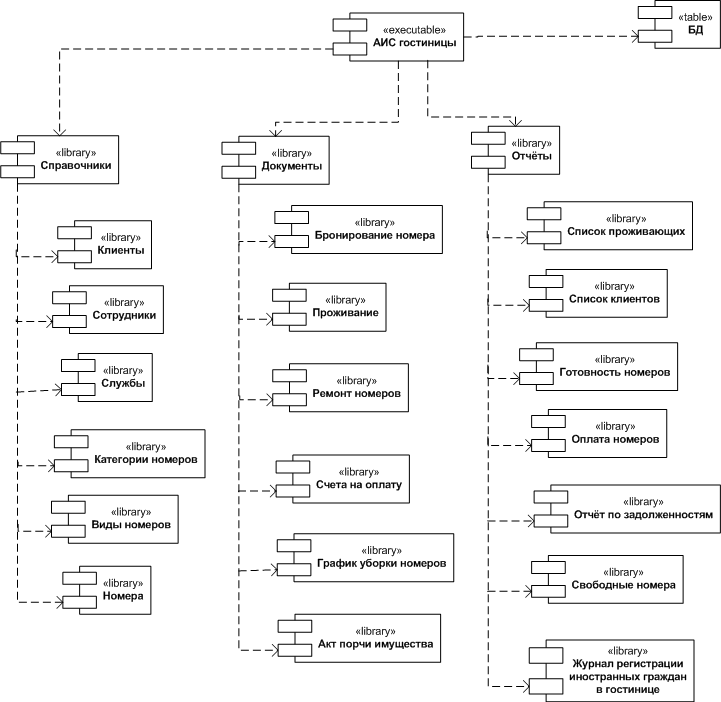 «executable»
АИС гостиницы
«table»
БД
«library»
Справочники
«library»
Клиенты
«library»
Сотрудники
«library»
Службы
«library»
Категории номеров
«library»
Виды номеров
«library»
Номера
«library»
Документы
«library»
Бронирование номера
«library»
Проживание
«library»
Ремонт номеров
«library»
Счета на оплату
«library»
График уборки номеров
«library»
Акт порчи имущества
«library»
Отчёты
«library»
Список проживающих
«library»
Список клиентов
«library»
Готовность номеров
«library»
Оплата номеров
«library»
Отчёт по задолженностям
«library»
Свободные номера
«library»
Журнал регистрации
иностранных граждан
в гостинице